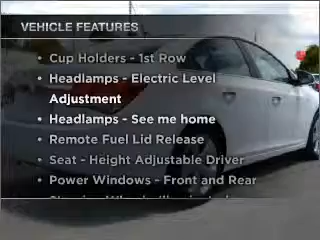 VEHICLE FEATURES
• Cup Holders - 1st Row
• Headlamps - Electric Level
Adjustment
• Headlamps - See me home
• Remote Fuel Lid Release
• Seat - Height Adjustable Driver
• Power Windows - Front and Rear